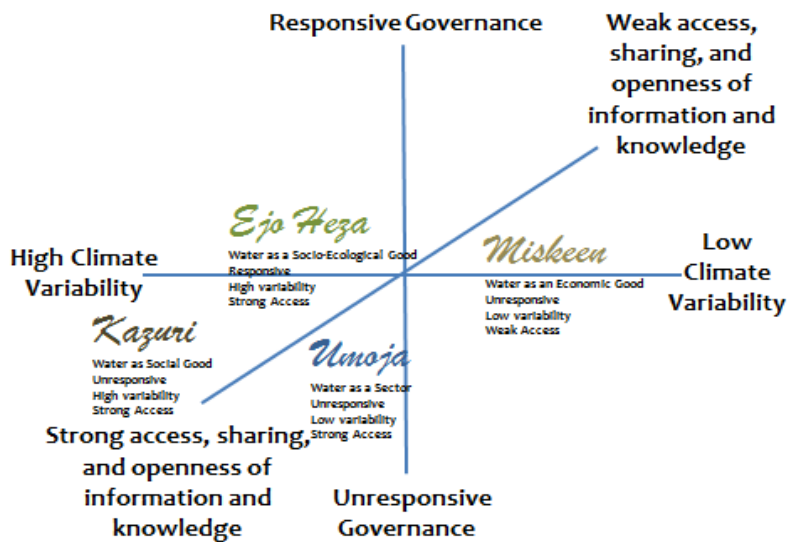 Responsive Governance
Weak access,
sharing, and
openness of
information and
knowledge
Ejo Heza
Water as a Socio-Ecological Good
Responsive
High variability
Strong Access
High Climate
Variability
Miskeen
Water as an Economic Good
Unresponsive
Low variability
Weak Access
Low
Climate
Variability
Kazuri
Water as Social Good
Unresponsive
High variability
Strong Access
Umoja
Water as a Sector
Unresponsive
Low variability
Strong Access
Strong access, sharing,
and openness of
information and
knowledge
Unresponsive
Governance